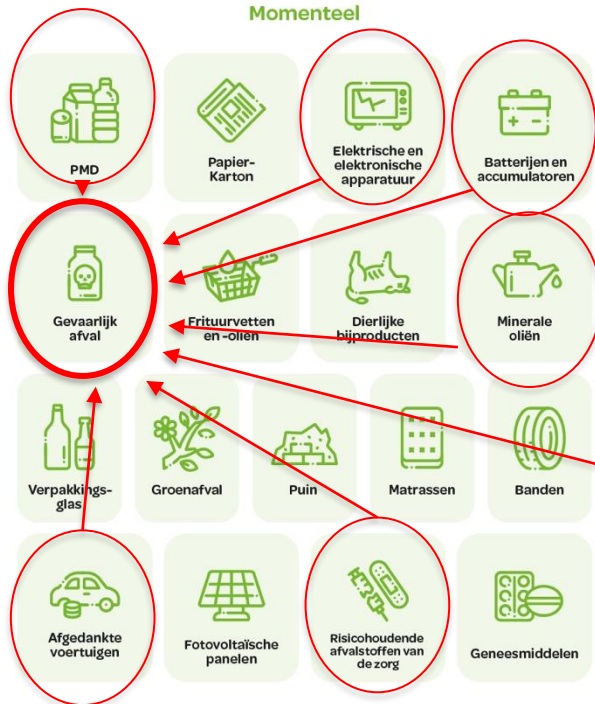 Momenteel
PMD
Papier-
Karton
Elektrische en
elektronische
apparatuur
Batterijen en
accumulatoren
Gevaarlijk
afval
Frituurvetten
en -oliën
Dierlijke
bijproducten
Minerale
oliën
Verpakkings-
glas
Groenafval
Puin
Matrassen
Banden
Afgedankte
voertuigen
Fotovoltaïsche
panelen
Risicohoudende
afvalstoffen van
de zorg
Geneesmiddelen